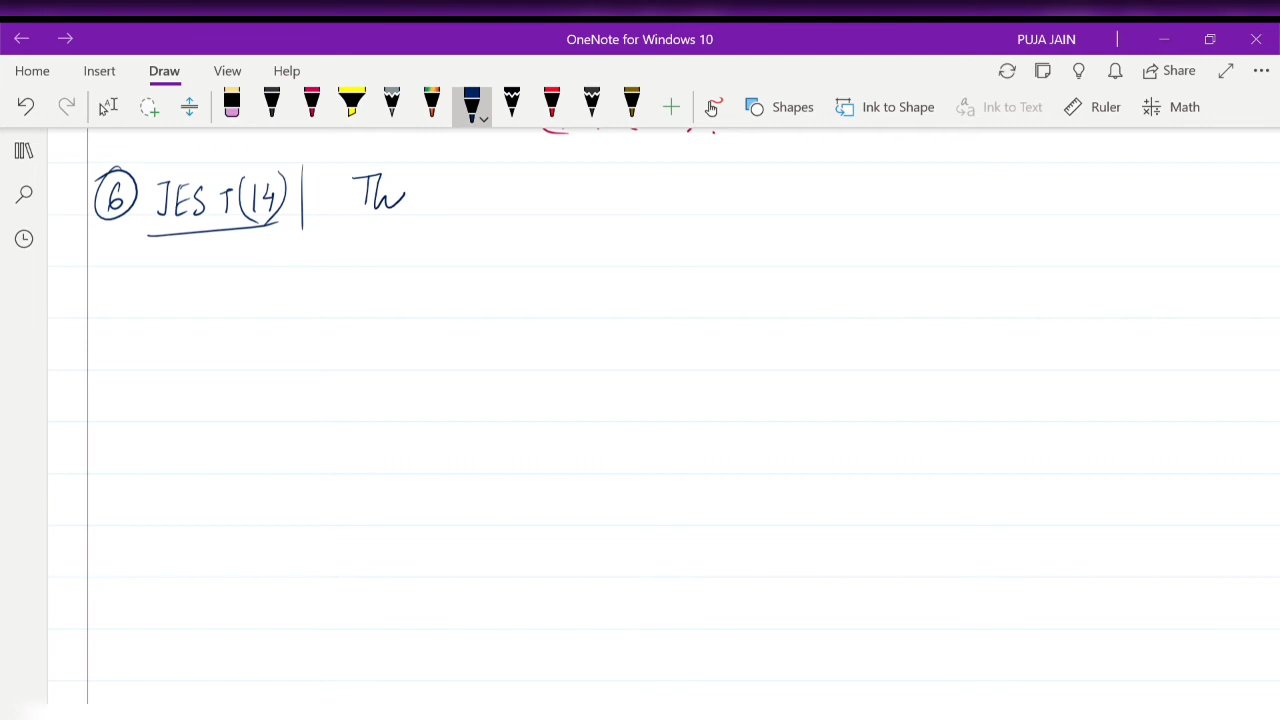 OneNote for Windows 10
PUJA JAIN
Home Insert Draw View Help
Share
Shapes Ink to Shape Ink to Text Ruler Math
6 JEST(14) | Th